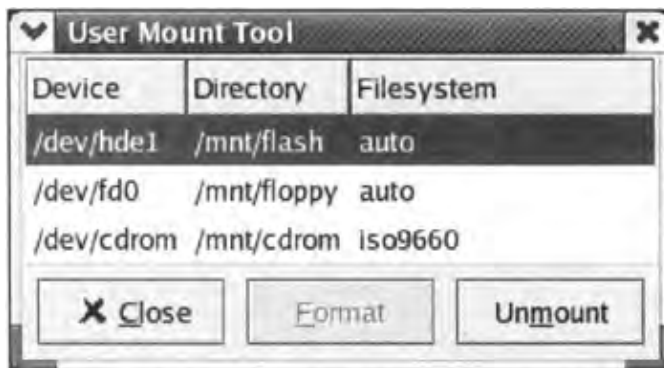 User Mount Tool
Device Directory Filesystem
/dev/hde1 /mnt/flash auto
/dev/fd0 /mnt/floppy auto
/dev/cdrom /mnt/cdrom iso9660
Close Format Unmount